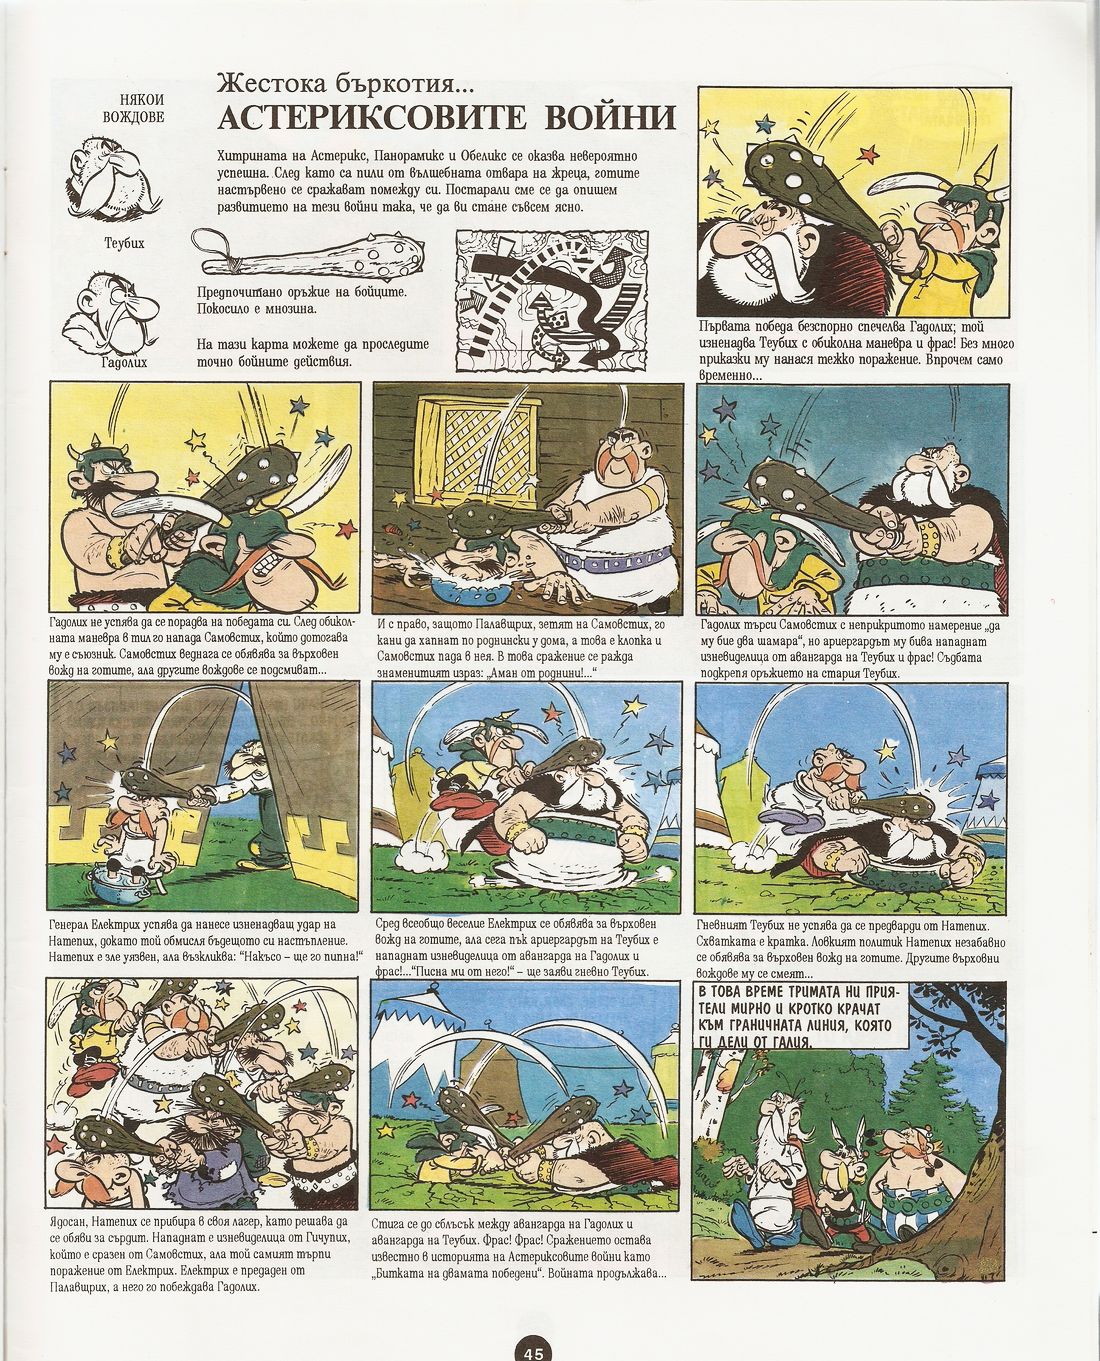 Жестока бъркотия...
АСТЕРИКСОВИТЕ ВОЙНИ
НЯКОИ
ВОЖДОВЕ
Теубих
Гадолих
Хитрината на Астерикс, Панорамикс и Обеликс се оказва невероятно
успешна. След като са пили от вълшебната отвара на жреца, готите
настървено се сражават помежду си. Постарали сме се да опишем
развитието на тези войни така, че да ви стане съвсем ясно.
Предпочитано оръжие на бойците.
Покосило е мнозина.
На тази карта можете да проследите
точно бойните действия.
Първата победа безспорно спечелва Гадолих; той
изненадва Теубих с обиколна маневра и фрас! Без много
приказки му нанася тежко поражение. Впрочем само
временно...
Гадолих не успява да се порадва на победата си. След обикол-
ната маневра в тил го напада Самовстих, който дотогава
му е съюзник. Самовстих веднага се обявява за върховен
вожд на готите, ала другите вождове се подсмиват...
И с право, защото Палавщрих, зетят на Самовстих, го
кани да хапнат по роднински у дома, а това е клопка и
Самовстих пада в нея. В това сражение се ражда
знаменитият израз: „Аман от роднини!...“
Гадолих търси Самовстих с неприкритото намерение „да
му бие два шамара“, но ариергардът му бива нападнат
изневиделица от авангарда на Теубих и фрас! Съдбата
подкрепя оръжието на стария Теубих.
Генерал Електрих успява да нанесе изненадващ удар на
Натепих, докато той обмисля бъдещото си настъпление.
Натепих е зле уязвен, ала възкликва: "Накъсо – ще го пипна!"
Сред всеобщо веселие Електрих се обявява за върховен
вожд на готите, ала сега пък ариергардът на Теубих е
нападнат изневиделица от авангарда на Гадолих и
фрас!..."Писна ми от него!" – ще заяви гневно Теубих.
Гневният Теубих не успява да се предварди от Натепих.
Схватката е кратка. Ловкият политик Натепих незабавно
се обявява за върховен вожд на готите. Другите върховни
вождове му се смеят...
Ядосан, Натепих се прибира в своя лагер, като решава да
се обяви за сърдит. Нападнат е изневиделица от Гичупих,
който е сразен от Самовстих, ала той самият търпи
поражение от Електрих. Електрих е предаден от
Палавщрих, а него го побеждава Гадолих.
Стига се до сблъсък между авангарда на Гадолих и
авангарда на Теубих. Фрас! Фрас! Сражението остава
известно в историята на Астериксовите войни като
„Битката на двамата победени“. Войната продължава...
В ТОВА ВРЕМЕ ТРИМАТА НИ ПРИЯ-
ТЕЛИ МИРНО И КРОТКО КРАЧАТ
КЪМ ГРАНИЧНАТА ЛИНИЯ, КОЯТО
ГИ ДЕЛИ ОТ ГАЛИЯ.
45